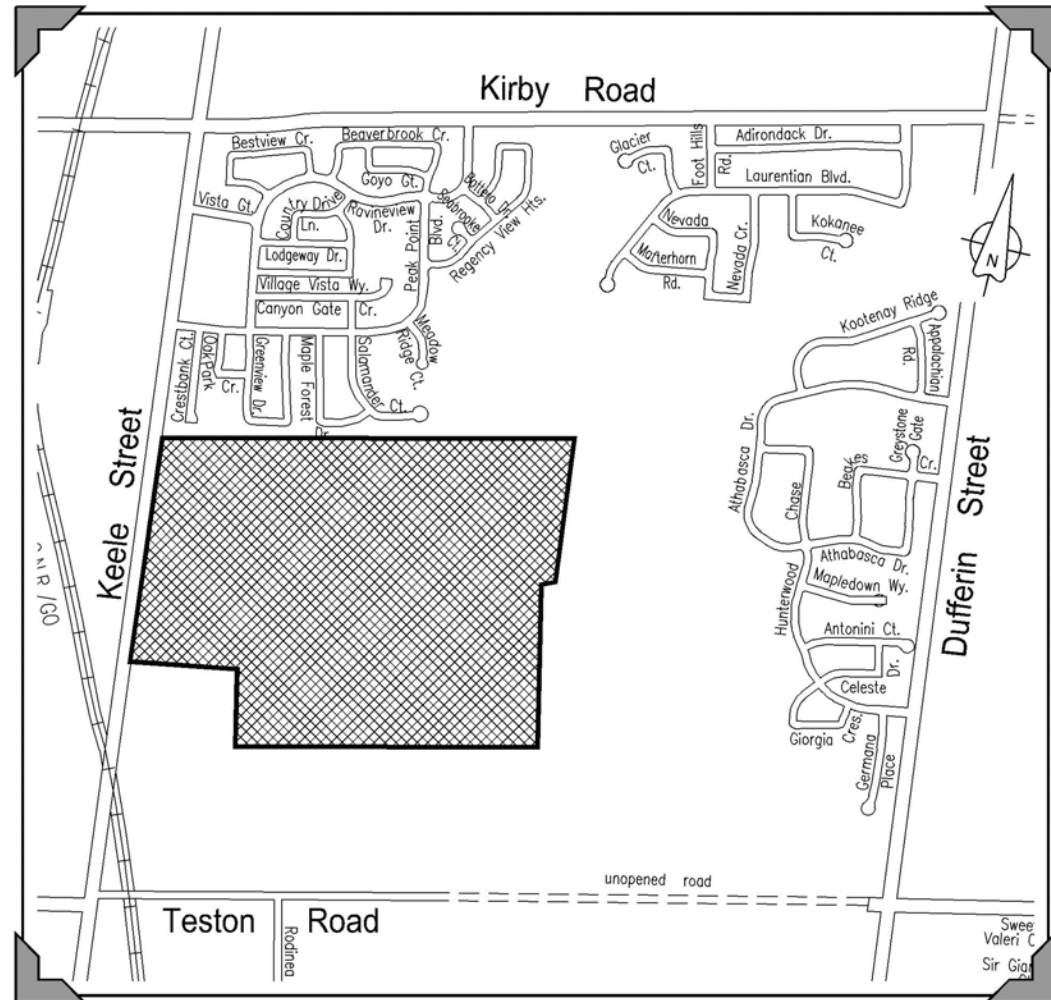 Kirby Road
Bestview Cr.
Beaverbrook Cr.
Goyo Gt.
Vista Gt.
Country Drive
Ln.
Ravineview
Dr.
Seabrooke
Ct.
Bottero Dr.
Regency View Hts.
Peak Point
Blvd.
Lodgeway Dr.
Village Vista Wy.
Canyon Gate Cr.
Meadow
Ridge Ct.
Crestbank Ct.
Oak Park
Cr.
Greenview Dr.
Maple Forest
Dr.
Salamander Ct.
Glacier
Ct.
Foot Hills
Rd.
Adirondack Dr.
Laurentian Blvd.
Nevada
Matterhorn
Rd.
Nevada Cr.
Kokanee
Ct.
N
Kootenay Ridge
Appalachian
Rd.
Athabasca Dr.
Chase
Beakes
Cr.
Greystone
Gate
Athabasca Dr.
Hunterwood
Mapledown Wy.
Antonini Ct.
Dr.
Celeste
Giorgia
Cres.
Germana
Place
Keele Street
Dufferin Street
C.N.R /GO
unopened road
Teston Road
Rodinea
Swee
Valeri C
Sir Gia